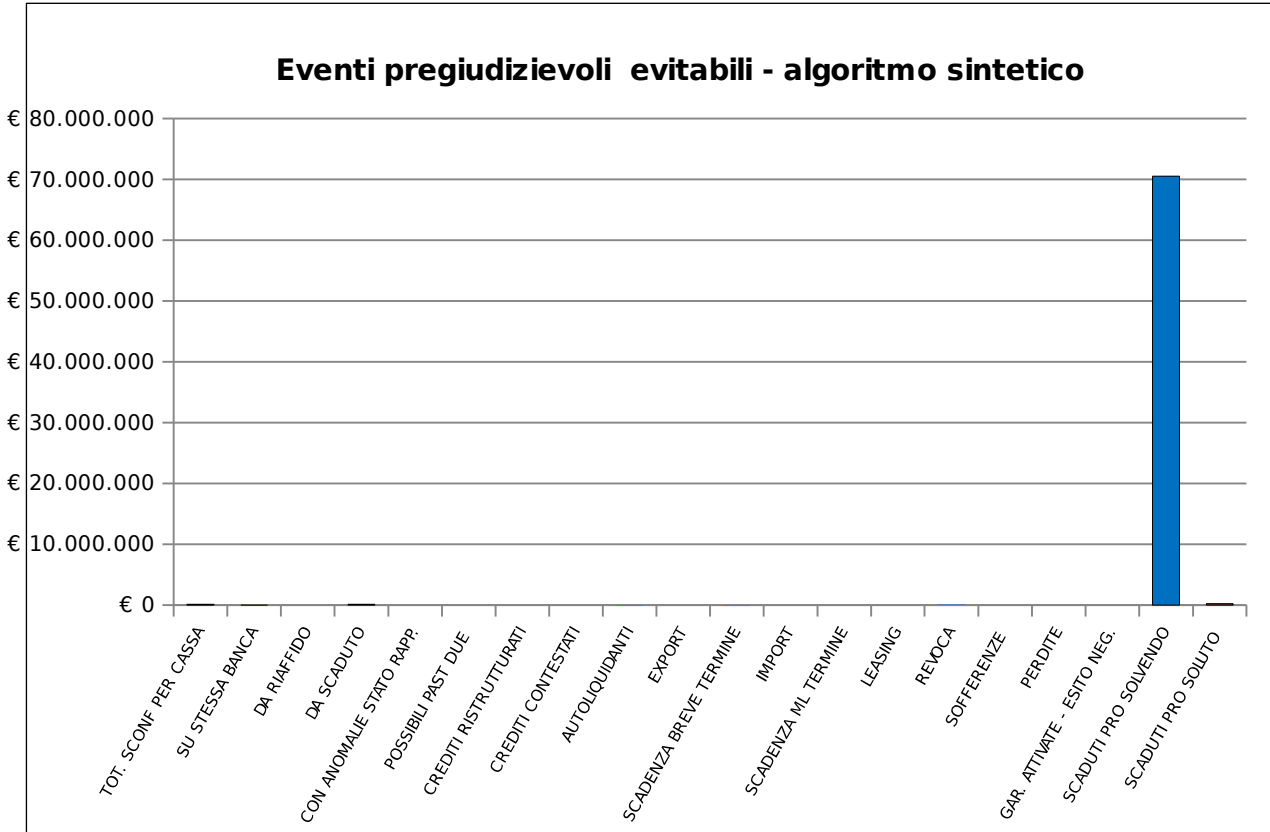 Eventi pregiudizievoli  evitabili - algoritmo sintetico
€ 80.000.000
€ 70.000.000
€ 60.000.000
€ 50.000.000
€ 40.000.000
€ 30.000.000
€ 20.000.000
€ 10.000.000
€ 0
TOT. SCONF PER CASSA
SU STESSA BANCA
DA RIAFFIDO
DA SCADUTO
CON ANOMALIE STATO RAPP.
POSSIBILI PAST DUE
CREDITI RISTRUTTURATI
CREDITI CONTESTATI
AUTOLIQUIDANTI
EXPORT
SCADENZA BREVE TERMINE
IMPORT
SCADENZA ML TERMINE
LEASING
REVOCA
SOFFERENZE
PERDITE
GAR. ATTIVATE - ESITO NEG.
SCADUTI PRO SOLVENDO
SCADUTI PRO SOLUTO